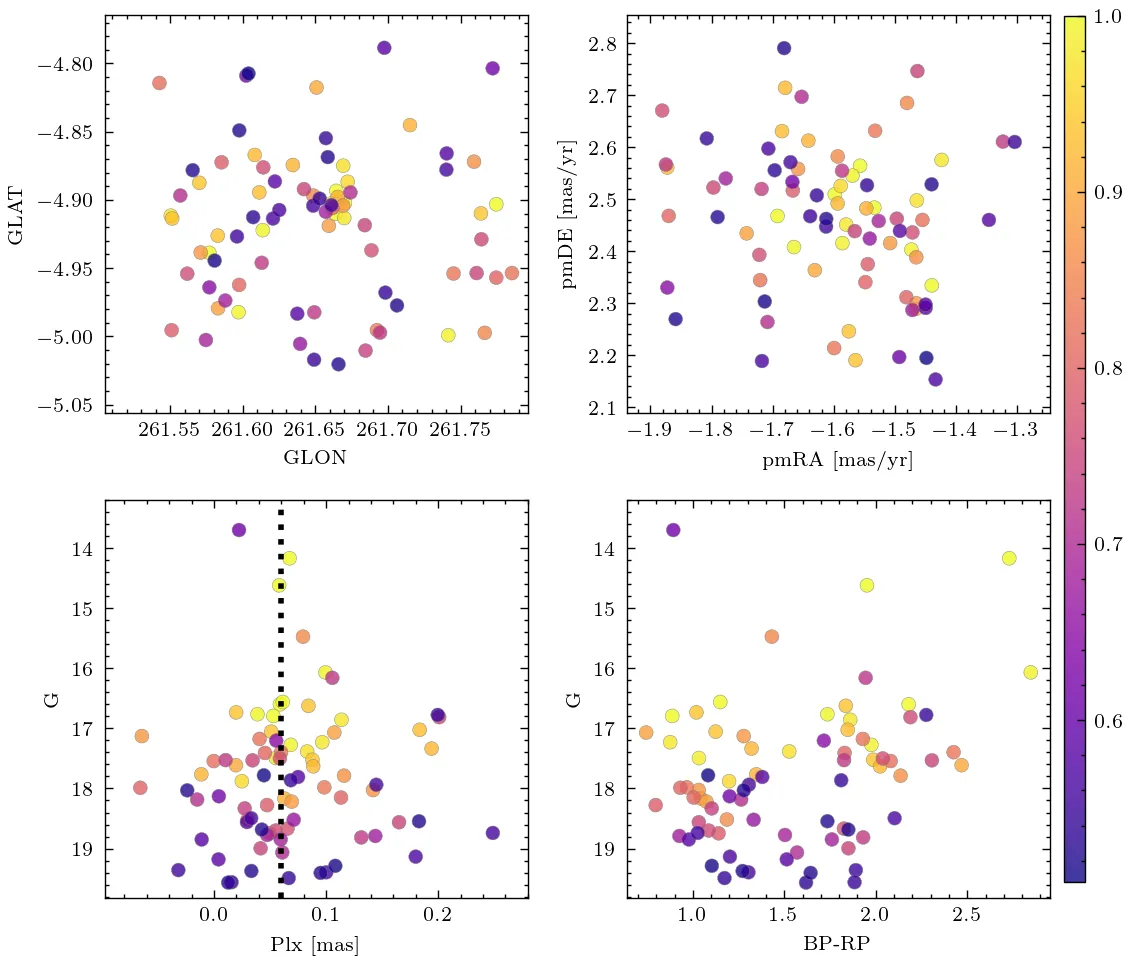 −4.80
−4.85
−4.90
−4.95
−5.00
−5.05
GLAT
261.55 261.60 261.65 261.70 261.75
GLON
2.8
2.7
2.6
2.5
2.4
2.3
2.2
2.1
pmDE [mas/yr]
−1.9 −1.8 −1.7 −1.6 −1.5 −1.4 −1.3
pmRA [mas/yr]
14
15
16
17
18
19
G
0.0 0.1 0.2
Plx [mas]
14
15
16
17
18
19
G
1.0 1.5 2.0 2.5
BP-RP
1.0
0.9
0.8
0.7
0.6